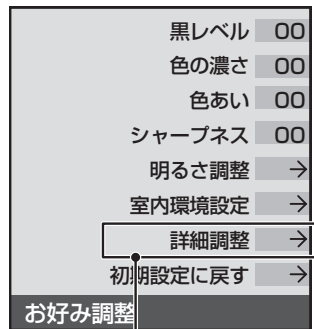 黒レベル 00
色の濃さ 00
色あい 00
シャープネス 00
明るさ調整 →
室内環境設定 →
詳細調整 →
初期設定に戻す →
お好み調整